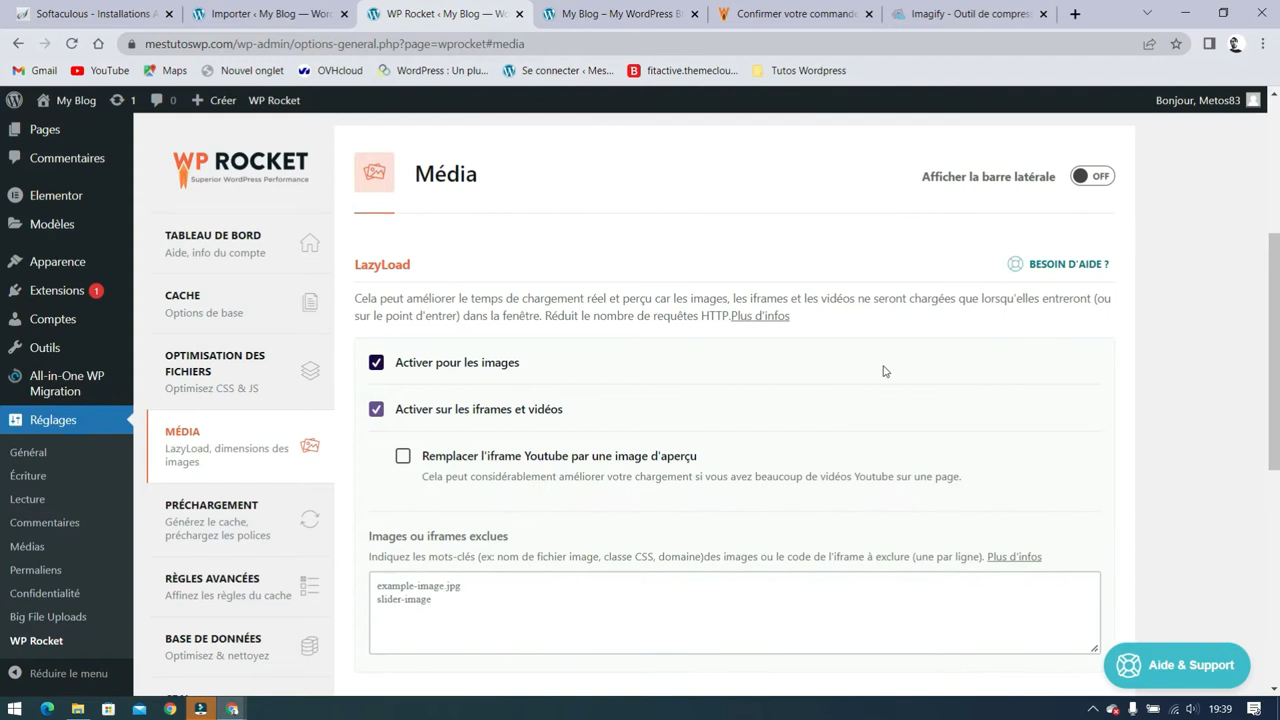 Softaculous - Installations A
Importer ‹ My Blog — Wor
WP Rocket ‹ My Blog — Wo
My Blog – My WordPress B
Confirmer votre commande
Imagify - Outil de compres
mestutoswp.com/wp-admin/options-general.php?page=wprocket#media
Gmail
YouTube
Maps
Nouvel onglet
OVHcloud
WordPress : Un plu...
Se connecter ‹ Mes...
fitactive.themeclou...
Tutos Wordpress
My Blog
1
0
Créer
WP Rocket
Bonjour, Metos83
Pages
Commentaires
Elementor
Modèles
Apparence
Extensions 1
Comptes
Outils
All-in-One WP
Migration
Réglages
Général
Écriture
Lecture
Commentaires
Médias
Permaliens
Confidentialité
Big File Uploads
WP Rocket
Réduire le menu
WP ROCKET
Superior WordPress Performance
TABLEAU DE BORD
Aide, info du compte
CACHE
Options de base
OPTIMISATION DES
FICHIERS
Optimisez CSS & JS
MÉDIA
LazyLoad, dimensions des
images
PRÉCHARGEMENT
Générez le cache,
préchargez les polices
RÈGLES AVANCÉES
Affinez les règles du cache
BASE DE DONNÉES
Optimisez & nettoyez
Média
Afficher la barre latérale
OFF
LazyLoad
BESOIN D'AIDE ?
Cela peut améliorer le temps de chargement réel et perçu car les images, les iframes et les vidéos ne seront chargées que lorsqu'elles entreront (ou
sur le point d'entrer) dans la fenêtre. Réduit le nombre de requêtes HTTP.Plus d'infos
Activer pour les images
Activer sur les iframes et vidéos
Remplacer l'iframe Youtube par une image d'aperçu
Cela peut considérablement améliorer votre chargement si vous avez beaucoup de vidéos Youtube sur une page.
Images ou iframes exclues
Indiquez les mots-clés (ex: nom de fichier image, classe CSS, domaine)des images ou le code de l'iframe à exclure (une par ligne). Plus d'infos
example-image.jpg
slider-image
Aide & Support
19:39